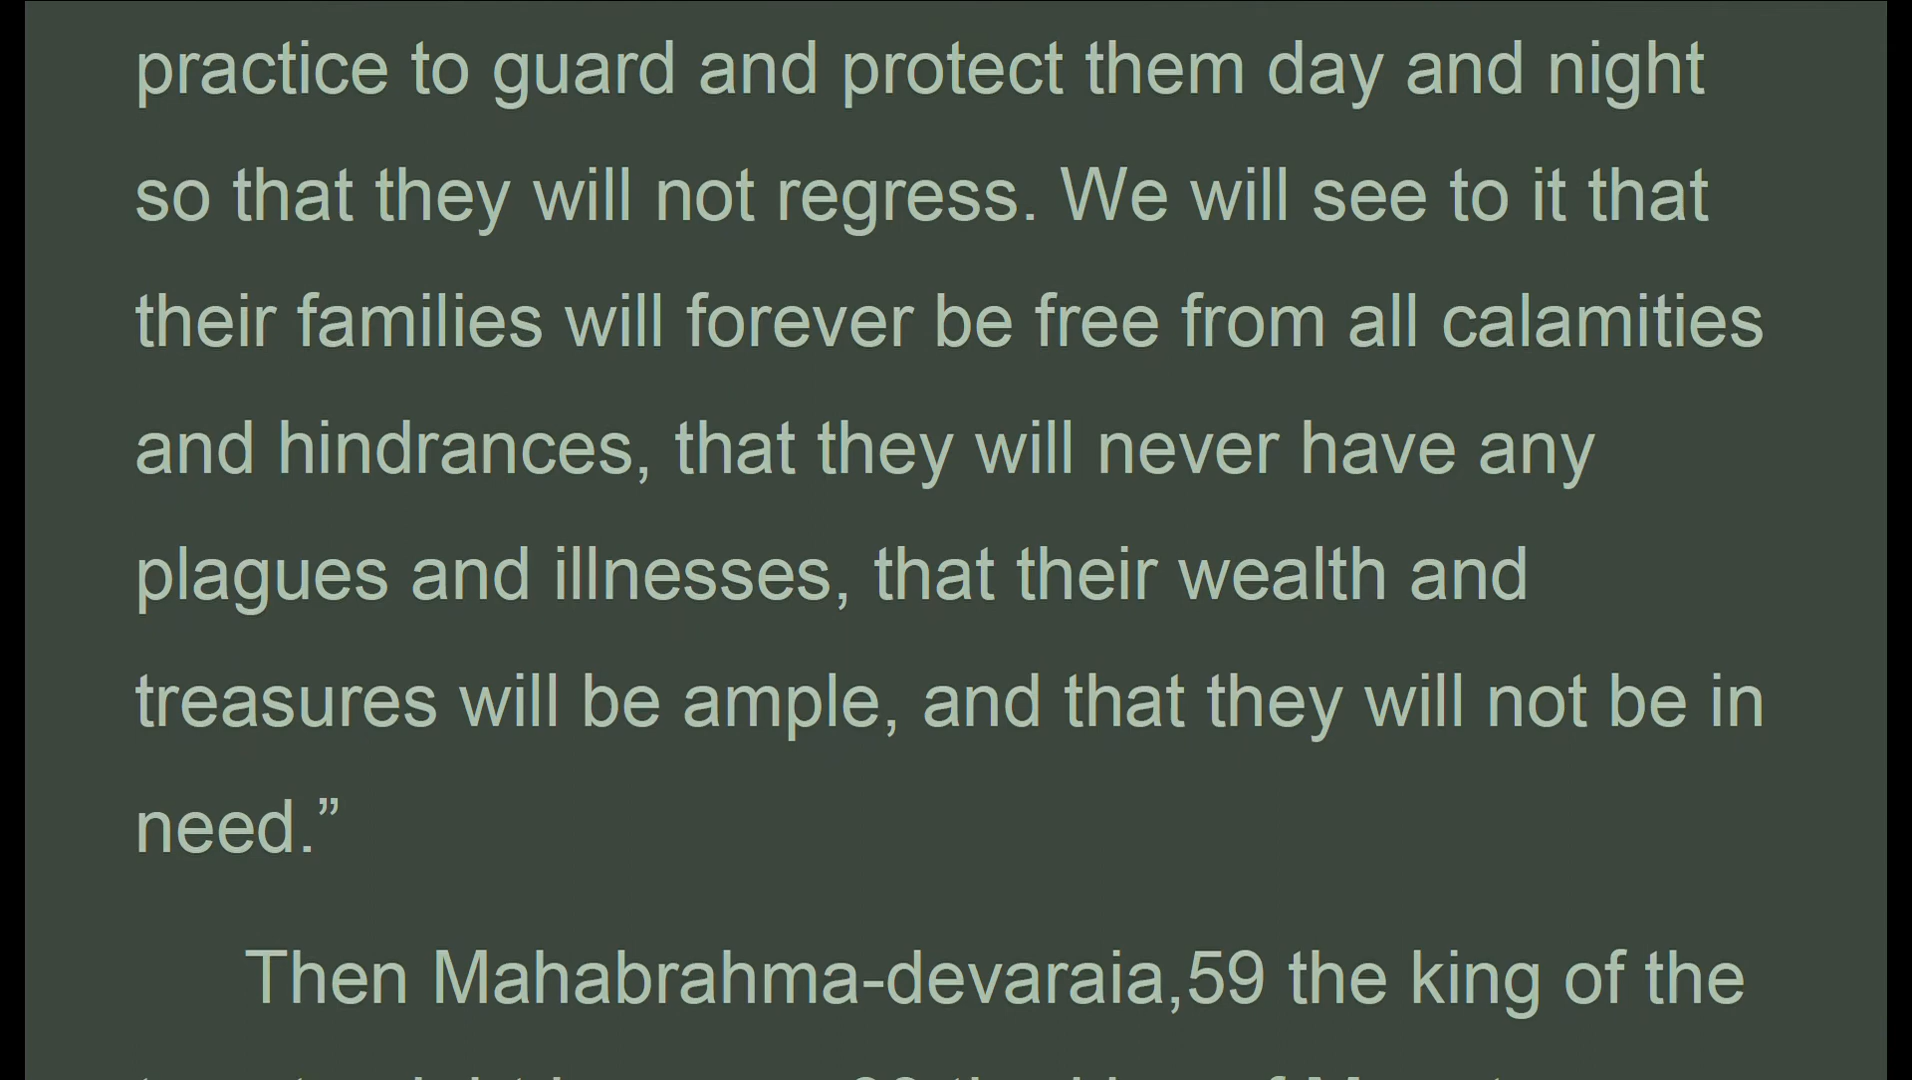 practice to guard and protect them day and night
so that they will not regress. We will see to it that
their families will forever be free from all calamities
and hindrances, that they will never have any
plagues and illnesses, that their wealth and
treasures will be ample, and that they will not be in
need.”
Then Mahabrahma-devaraia,59 the king of the